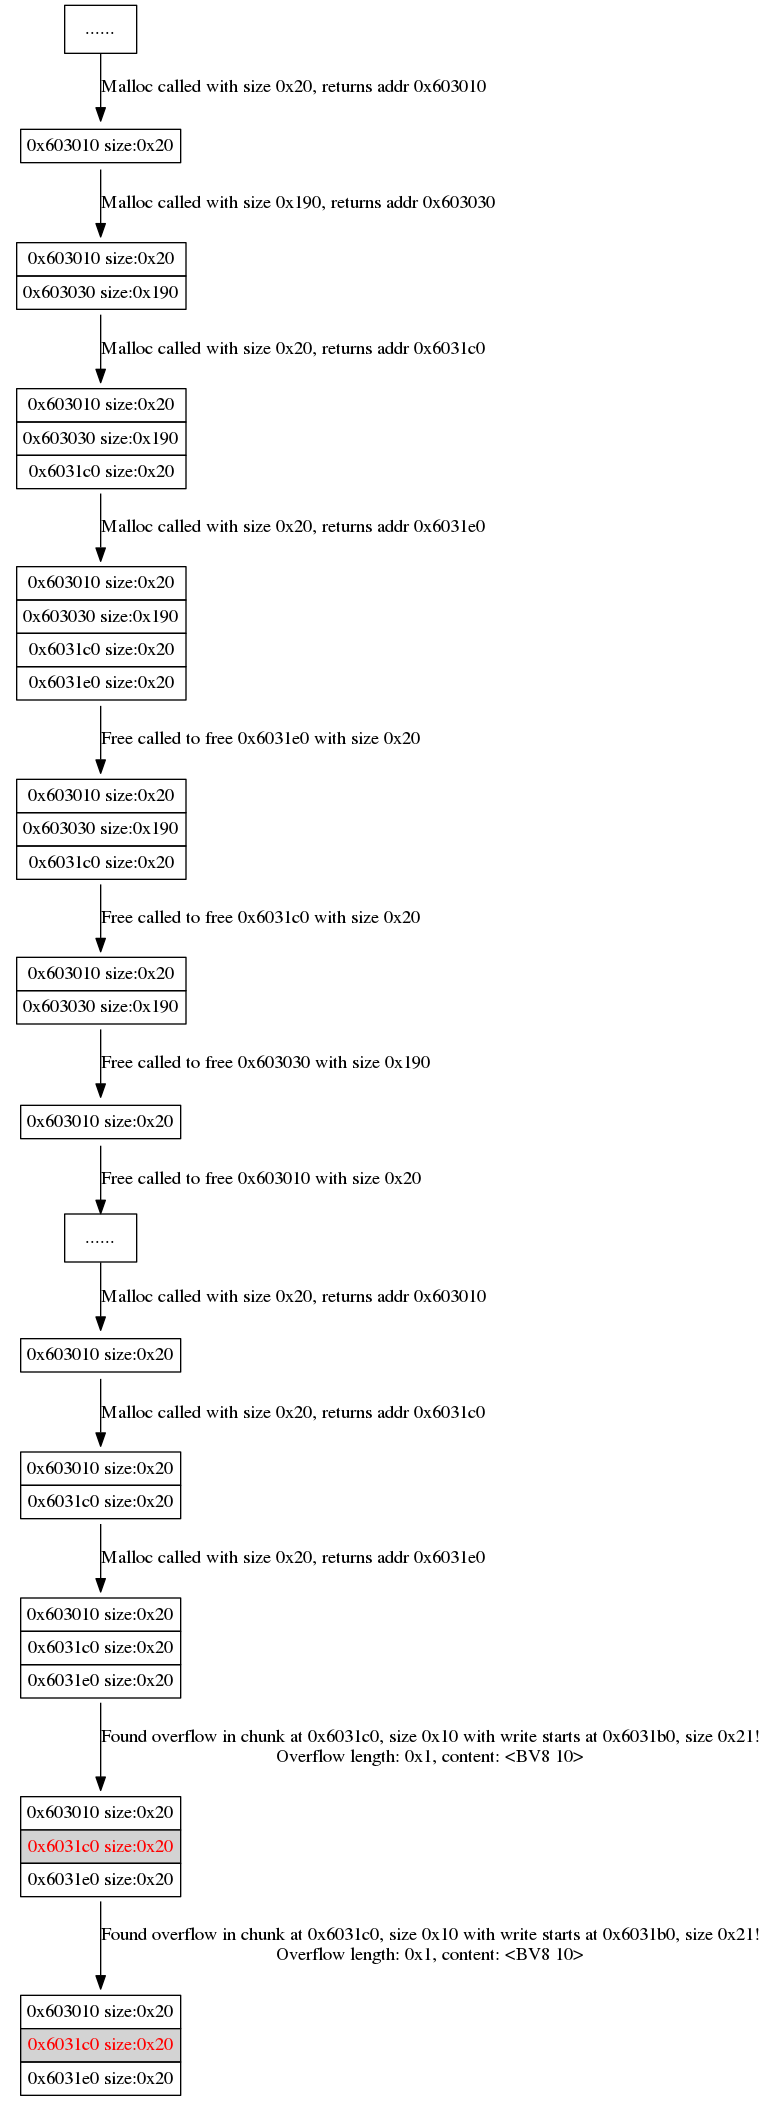 ......
Malloc called with size 0x20, returns addr 0x603010
0x603010 size:0x20
Malloc called with size 0x190, returns addr 0x603030
0x603010 size:0x20
0x603030 size:0x190
Malloc called with size 0x20, returns addr 0x6031c0
0x603010 size:0x20
0x603030 size:0x190
0x6031c0 size:0x20
Malloc called with size 0x20, returns addr 0x6031e0
0x603010 size:0x20
0x603030 size:0x190
0x6031c0 size:0x20
0x6031e0 size:0x20
Free called to free 0x6031e0 with size 0x20
0x603010 size:0x20
0x603030 size:0x190
0x6031c0 size:0x20
Free called to free 0x6031c0 with size 0x20
0x603010 size:0x20
0x603030 size:0x190
Free called to free 0x603030 with size 0x190
0x603010 size:0x20
Free called to free 0x603010 with size 0x20
......
Malloc called with size 0x20, returns addr 0x603010
0x603010 size:0x20
Malloc called with size 0x20, returns addr 0x6031c0
0x603010 size:0x20
0x6031c0 size:0x20
Malloc called with size 0x20, returns addr 0x6031e0
0x603010 size:0x20
0x6031c0 size:0x20
0x6031e0 size:0x20
Found overflow in chunk at 0x6031c0, size 0x10 with write starts at 0x6031b0, size 0x21!
Overflow length: 0x1, content: <BV8 10>
0x603010 size:0x20
0x6031c0 size:0x20
0x6031e0 size:0x20
Found overflow in chunk at 0x6031c0, size 0x10 with write starts at 0x6031b0, size 0x21!
Overflow length: 0x1, content: <BV8 10>
0x603010 size:0x20
0x6031c0 size:0x20
0x6031e0 size:0x20